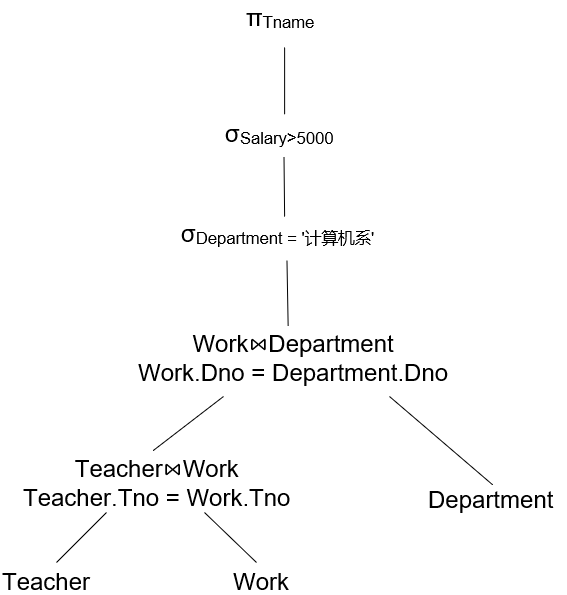 πTname
σSalary>5000
σDepartment = '计算机系'
Work⋈Department
Work.Dno = Department.Dno
Teacher⋈Work
Teacher.Tno = Work.Tno
Department
Teacher
Work